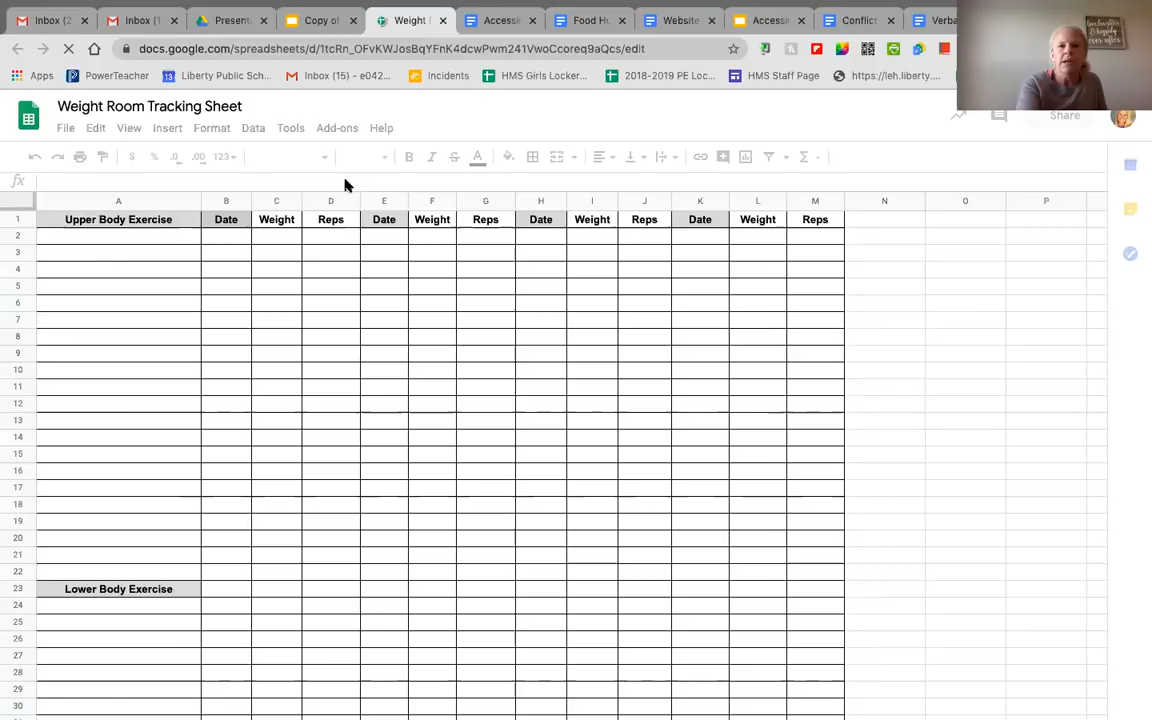 Inbox (2 Inbox (1 Present Copy of Weight Accessi Food H Website Accessi Conflict Verba
docs.google.com/spreadsheets/d/1tcRn_OFvKWJosBqYFnK4dcwPwm241VwoCcoreq9aQcs/edit
Apps PowerTeacher 13 Liberty Public Sch... Inbox (15) - e042... Incidents HMS Girls Locker... 2018-2019 PE Loc... HMS Staff Page https://leh.liberty....
Weight Room Tracking Sheet
File Edit View Insert Format Data Tools Add-ons Help
Share
$ % .0 .00 123 B I S A Σ
fx
A B C D E F G H I J K L M N O P
1 Upper Body Exercise Date Weight Reps Date Weight Reps Date Weight Reps Date Weight Reps
2
3
4
5
6
7
8
9
10
11
12
13
14
15
16
17
18
19
20
21
22
23 Lower Body Exercise
24
25
26
27
28
29
30